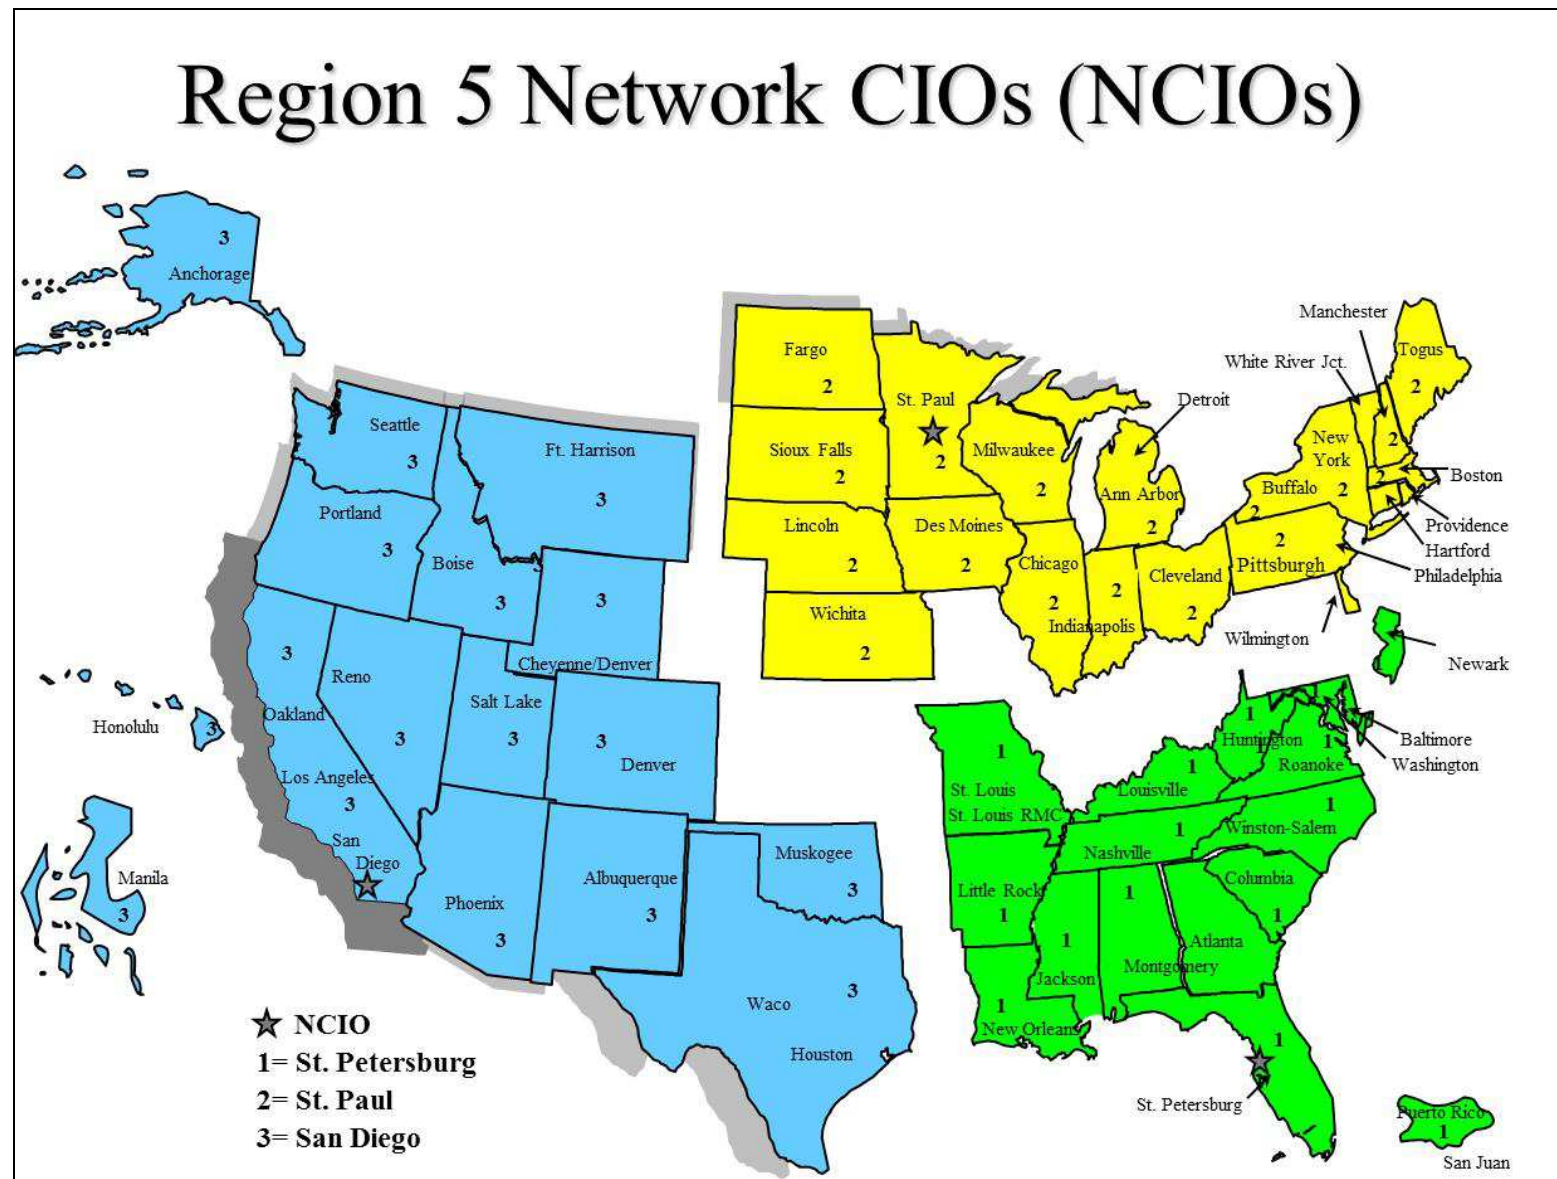 Region 5 Network CIOs (NCIOs)
3
Anchorage
Manchester
Togus
2
White River Jct.
Fargo
2
St. Paul
2
Detroit
Seattle
3
Ft. Harrison
3
Sioux Falls
2
Milwaukee
2
Ann Arbor
2
New
York
2
Buffalo
2
2
2
Boston
Providence
Hartford
Philadelphia
Portland
3
Boise
3
Lincoln
2
Des Moines
2
Chicago
2
Indianapolis
2
Cleveland
2
2
Pittsburgh
Wilmington
3
Cheyenne/Denver
Wichita
2
Newark
1
3
Oakland
Reno
3
Salt Lake
3
3
Denver
Honolulu
3
Los Angeles
3
San
Diego
Manila
3
Phoenix
3
Albuquerque
3
Muskogee
3
Waco
3
Houston
1
St. Louis
St. Louis RMC
1
Louisville
1
Huntington
1
1
Roanoke
Baltimore
Washington
1
Winston-Salem
1
Nashville
Little Rock
1
Columbia
1
1
Jackson
1
Montgomery
Atlanta
1
New Orleans
1
St. Petersburg
Puerto Rico
1
San Juan
NCIO
1= St. Petersburg
2= St. Paul
3= San Diego